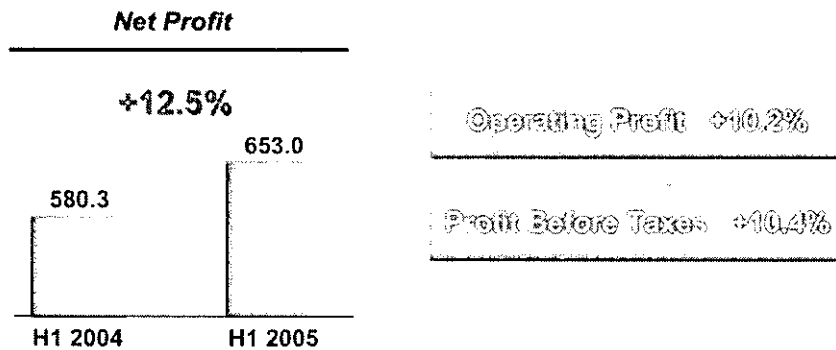 Net Profit
+12.5%
653.0
580.3
H1 2004
H1 2005
Operating Profit +10.2%
Profit Before Taxes +10.4%